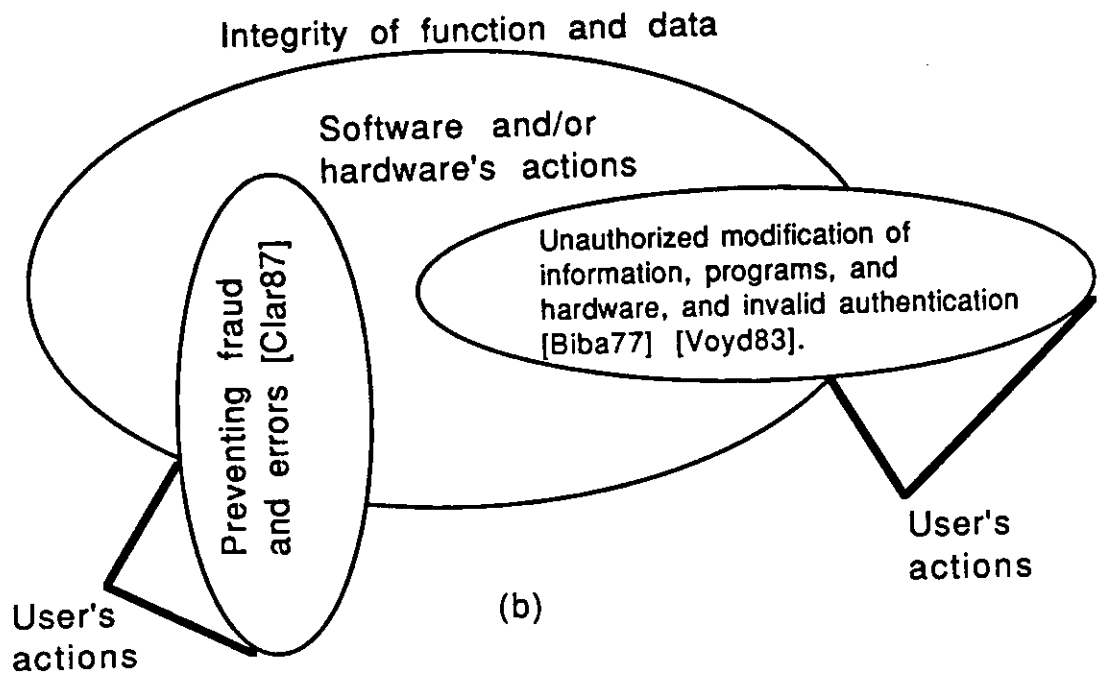 Integrity of function and data
Software and/or
hardware's actions
Unauthorized modification of
information, programs, and
hardware, and invalid authentication
[Biba77] [Voyd83].
Preventing fraud
and errors [Clar87]
User's
actions
(b)
User's
actions